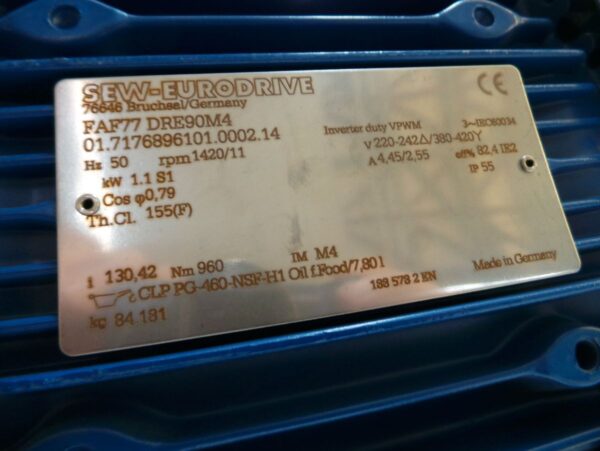 SEW-EURODRIVE
76646 Bruchsal/Germany
CE
FAF77 DRE90M4
Inverter duty VPWM 3~IEC60034
01.7176896101.0002.14
V 220-242Δ/380-420Y
Hz 50 rpm 1420/11
A 4,45/2,55 eff% 82,4 IE2
kW 1.1 S1
IP 55
Cos φ 0,79
Th.Cl. 155(F)
i 130,42 Nm 960 IM M4
CLP PG-460-NSF-H1 Oil f.Food/7,80 l
Made in Germany
kg 84.181
188 578 2 EN